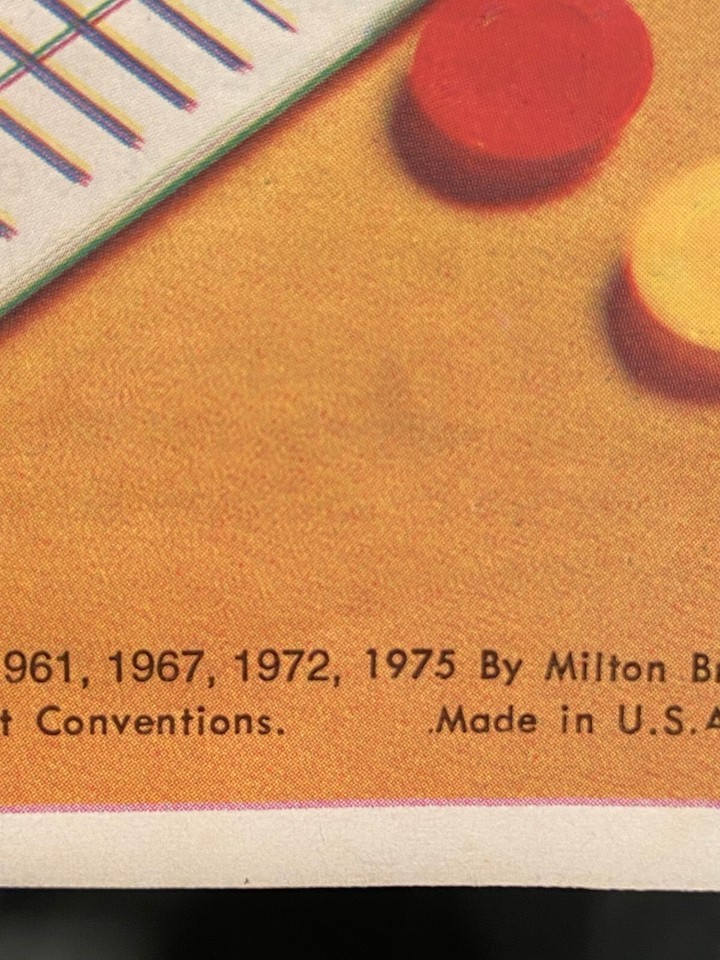 961, 1967, 1972, 1975 By Milton B
t Conventions. .Made in U.S.A